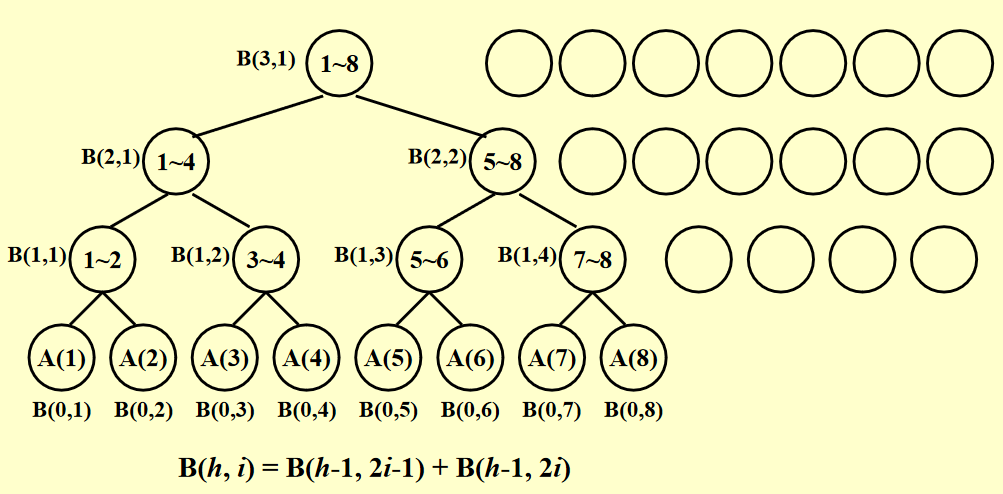 B(3,1) 1~8
B(2,1) 1~4 B(2,2) 5~8
B(1,1) 1~2 B(1,2) 3~4 B(1,3) 5~6 B(1,4) 7~8
A(1) A(2) A(3) A(4) A(5) A(6) A(7) A(8)
B(0,1) B(0,2) B(0,3) B(0,4) B(0,5) B(0,6) B(0,7) B(0,8)
B(h, i) = B(h-1, 2i-1) + B(h-1, 2i)